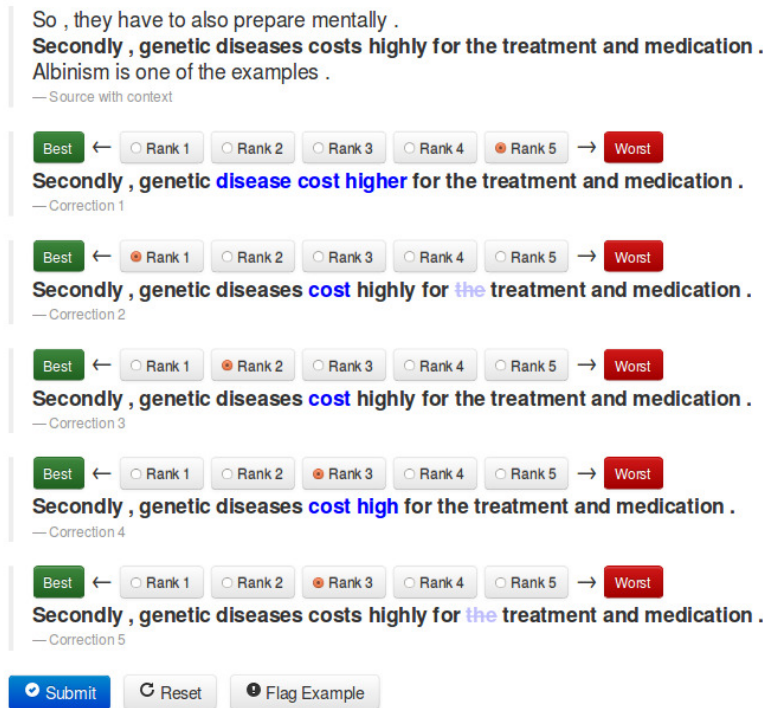 So , they have to also prepare mentally .
Secondly , genetic diseases costs highly for the treatment and medication .
Albinism is one of the examples .
— Source with context
Best ← Rank 1 Rank 2 Rank 3 Rank 4 Rank 5 → Worst
Secondly , genetic disease cost higher for the treatment and medication .
— Correction 1
Best ← Rank 1 Rank 2 Rank 3 Rank 4 Rank 5 → Worst
Secondly , genetic diseases cost highly for the treatment and medication .
— Correction 2
Best ← Rank 1 Rank 2 Rank 3 Rank 4 Rank 5 → Worst
Secondly , genetic diseases cost highly for the treatment and medication .
— Correction 3
Best ← Rank 1 Rank 2 Rank 3 Rank 4 Rank 5 → Worst
Secondly , genetic diseases cost high for the treatment and medication .
— Correction 4
Best ← Rank 1 Rank 2 Rank 3 Rank 4 Rank 5 → Worst
Secondly , genetic diseases costs highly for the treatment and medication .
— Correction 5
Submit Reset Flag Example